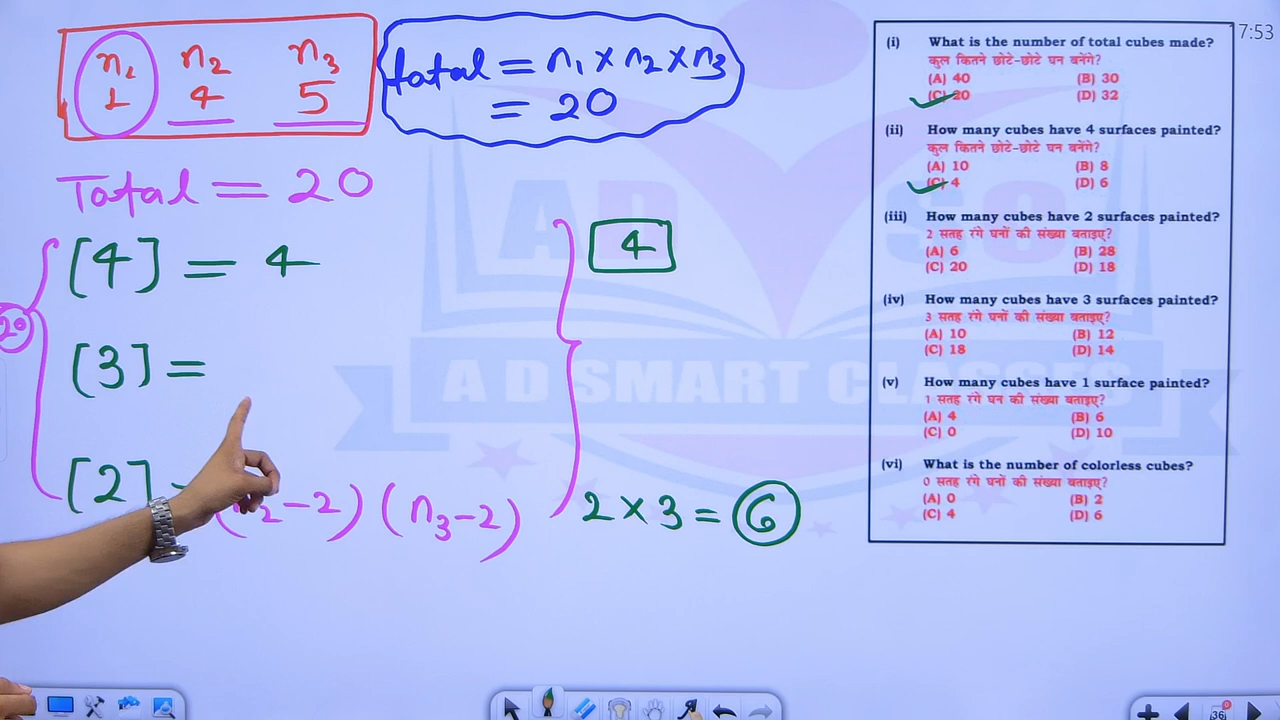 n₁ n₂ n₃
1 4 5
total = n₁ × n₂ × n₃
= 20
Total = 20
[4] = 4
4
20
[3] =
[2] =
-2) (n₃-2)
2 × 3 = 6
7:53
(i) What is the number of total cubes made?
कुल कितने छोटे-छोटे घन बनेंगे?
(A) 40 (B) 30
(C) 20 (D) 32
(ii) How many cubes have 4 surfaces painted?
कुल कितने छोटे-छोटे घन बनेंगे?
(A) 10 (B) 8
(C) 4 (D) 6
(iii) How many cubes have 2 surfaces painted?
2 सतह रंगे घनों की संख्या बताइए?
(A) 6 (B) 28
(C) 20 (D) 18
(iv) How many cubes have 3 surfaces painted?
3 सतह रंगे घनों की संख्या बताइए?
(A) 10 (B) 12
(C) 18 (D) 14
(v) How many cubes have 1 surface painted?
1 सतह रंगे घन की संख्या बताइए?
(A) 4 (B) 6
(C) 0 (D) 10
(vi) What is the number of colorless cubes?
0 सतह रंगे घनों की संख्या बताइए?
(A) 0 (B) 2
(C) 4 (D) 6
A D SMART CLASSES
36